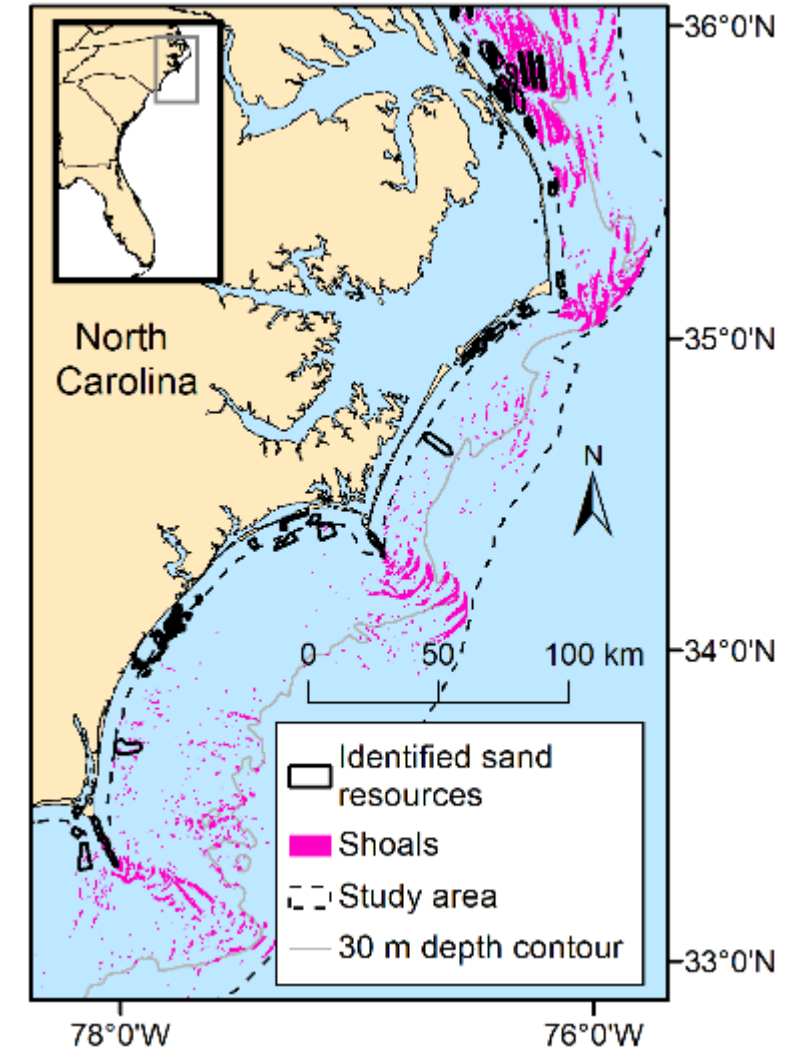 36°0'N
North
Carolina
35°0'N
N
34°0'N
0 50 100 km
Identified sand
resources
Shoals
Study area
30 m depth contour
33°0'N
78°0'W 76°0'W